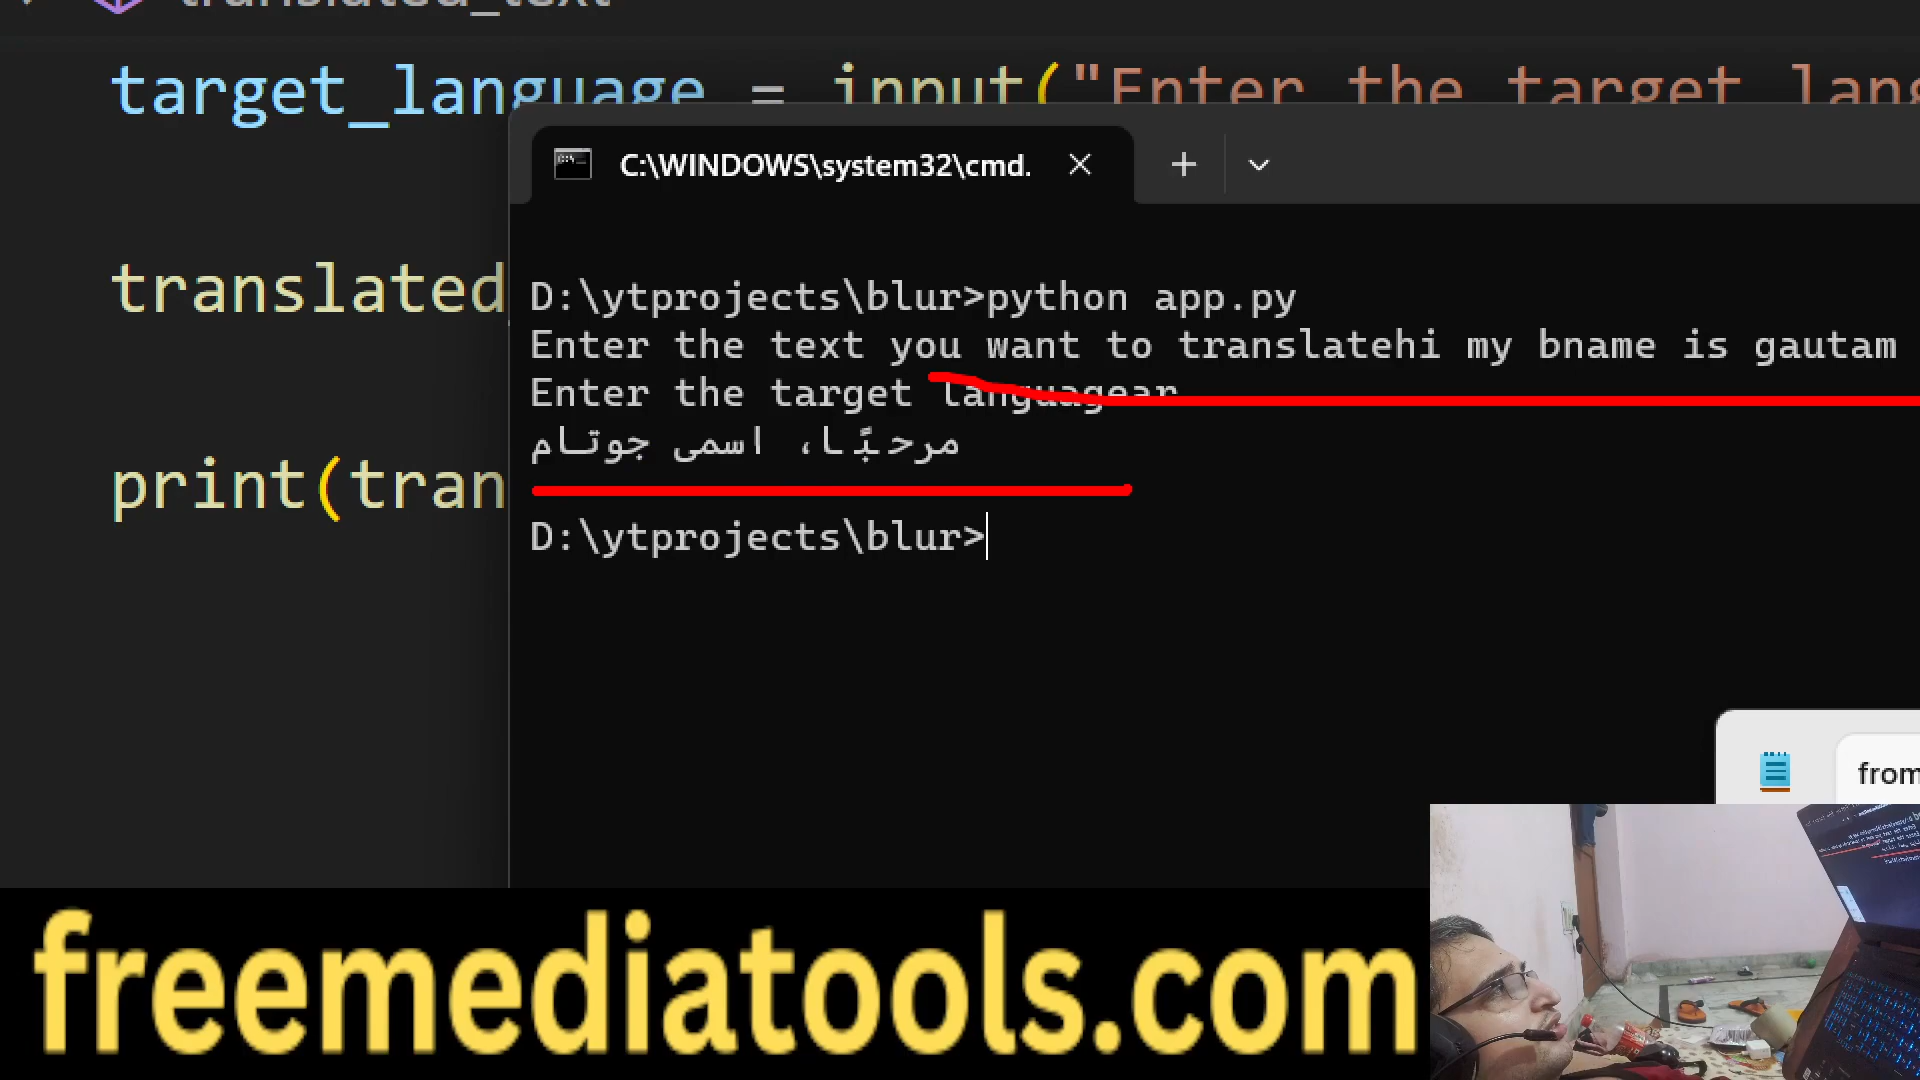 translated_text
target_language = input("Enter the target lang
C:\WINDOWS\system32\cmd.
translated
print(tran
D:\ytprojects\blur>python app.py
Enter the text you want to translatehi my bname is gautam
Enter the target languagear
مرحبًا، اسمي جوتام
D:\ytprojects\blur>
from
freemediatools.com